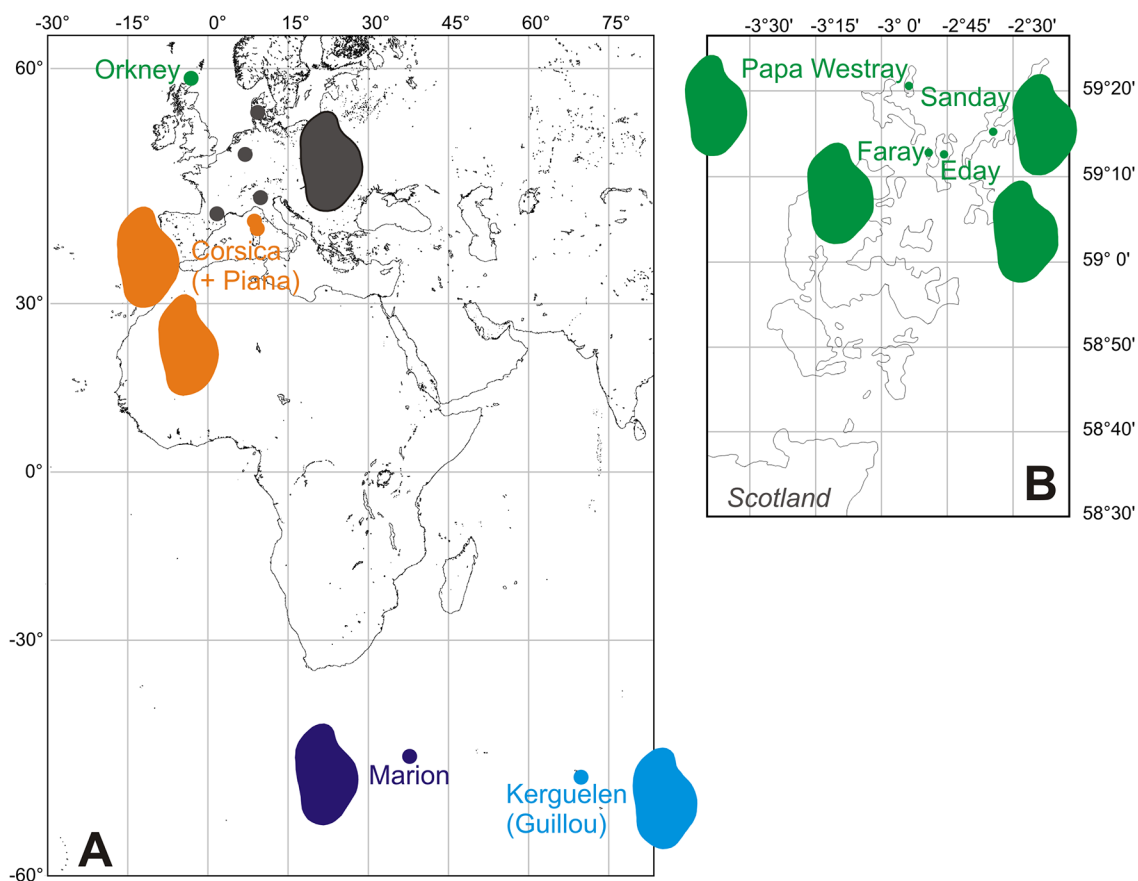 -30° -15° 0° 15° 30° 45° 60° 75°
60°
30°
0°
-30°
-60°
Orkney
Corsica
(+ Piana)
Marion
Kerguelen
(Guillou)
A
-3°30' -3°15' -3° 0' -2°45' -2°30'
59°20'
59°10'
59° 0'
58°50'
58°40'
58°30'
Papa Westray
Sanday
Faray
Eday
Scotland
B